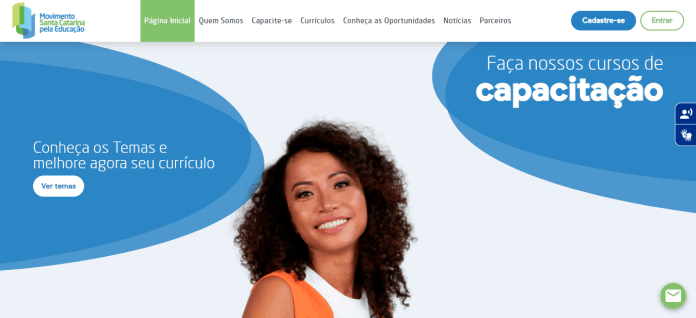 Movimento
Santa Catarina
pela Educação
Página Inicial Quem Somos Capacite-se Currículos Conheça as Oportunidades Notícias Parceiros
Cadastre-se Entrar
Faça nossos cursos de
capacitação
Conheça os Temas e
melhore agora seu currículo
Ver temas